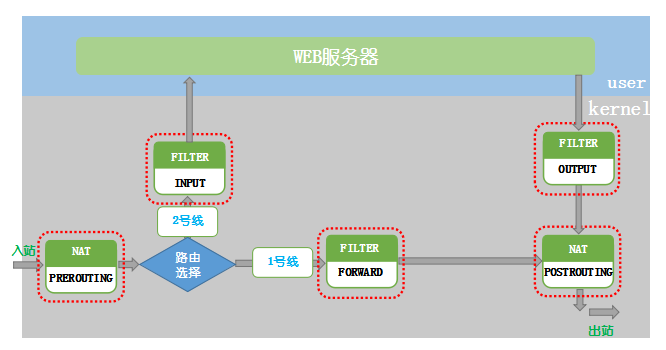 WEB服务器
user
kernel
FILTER
INPUT
FILTER
OUTPUT
2号线
入站
NAT
PREROUTING
路由
选择
1号线
FILTER
FORWARD
NAT
POSTROUTING
出站